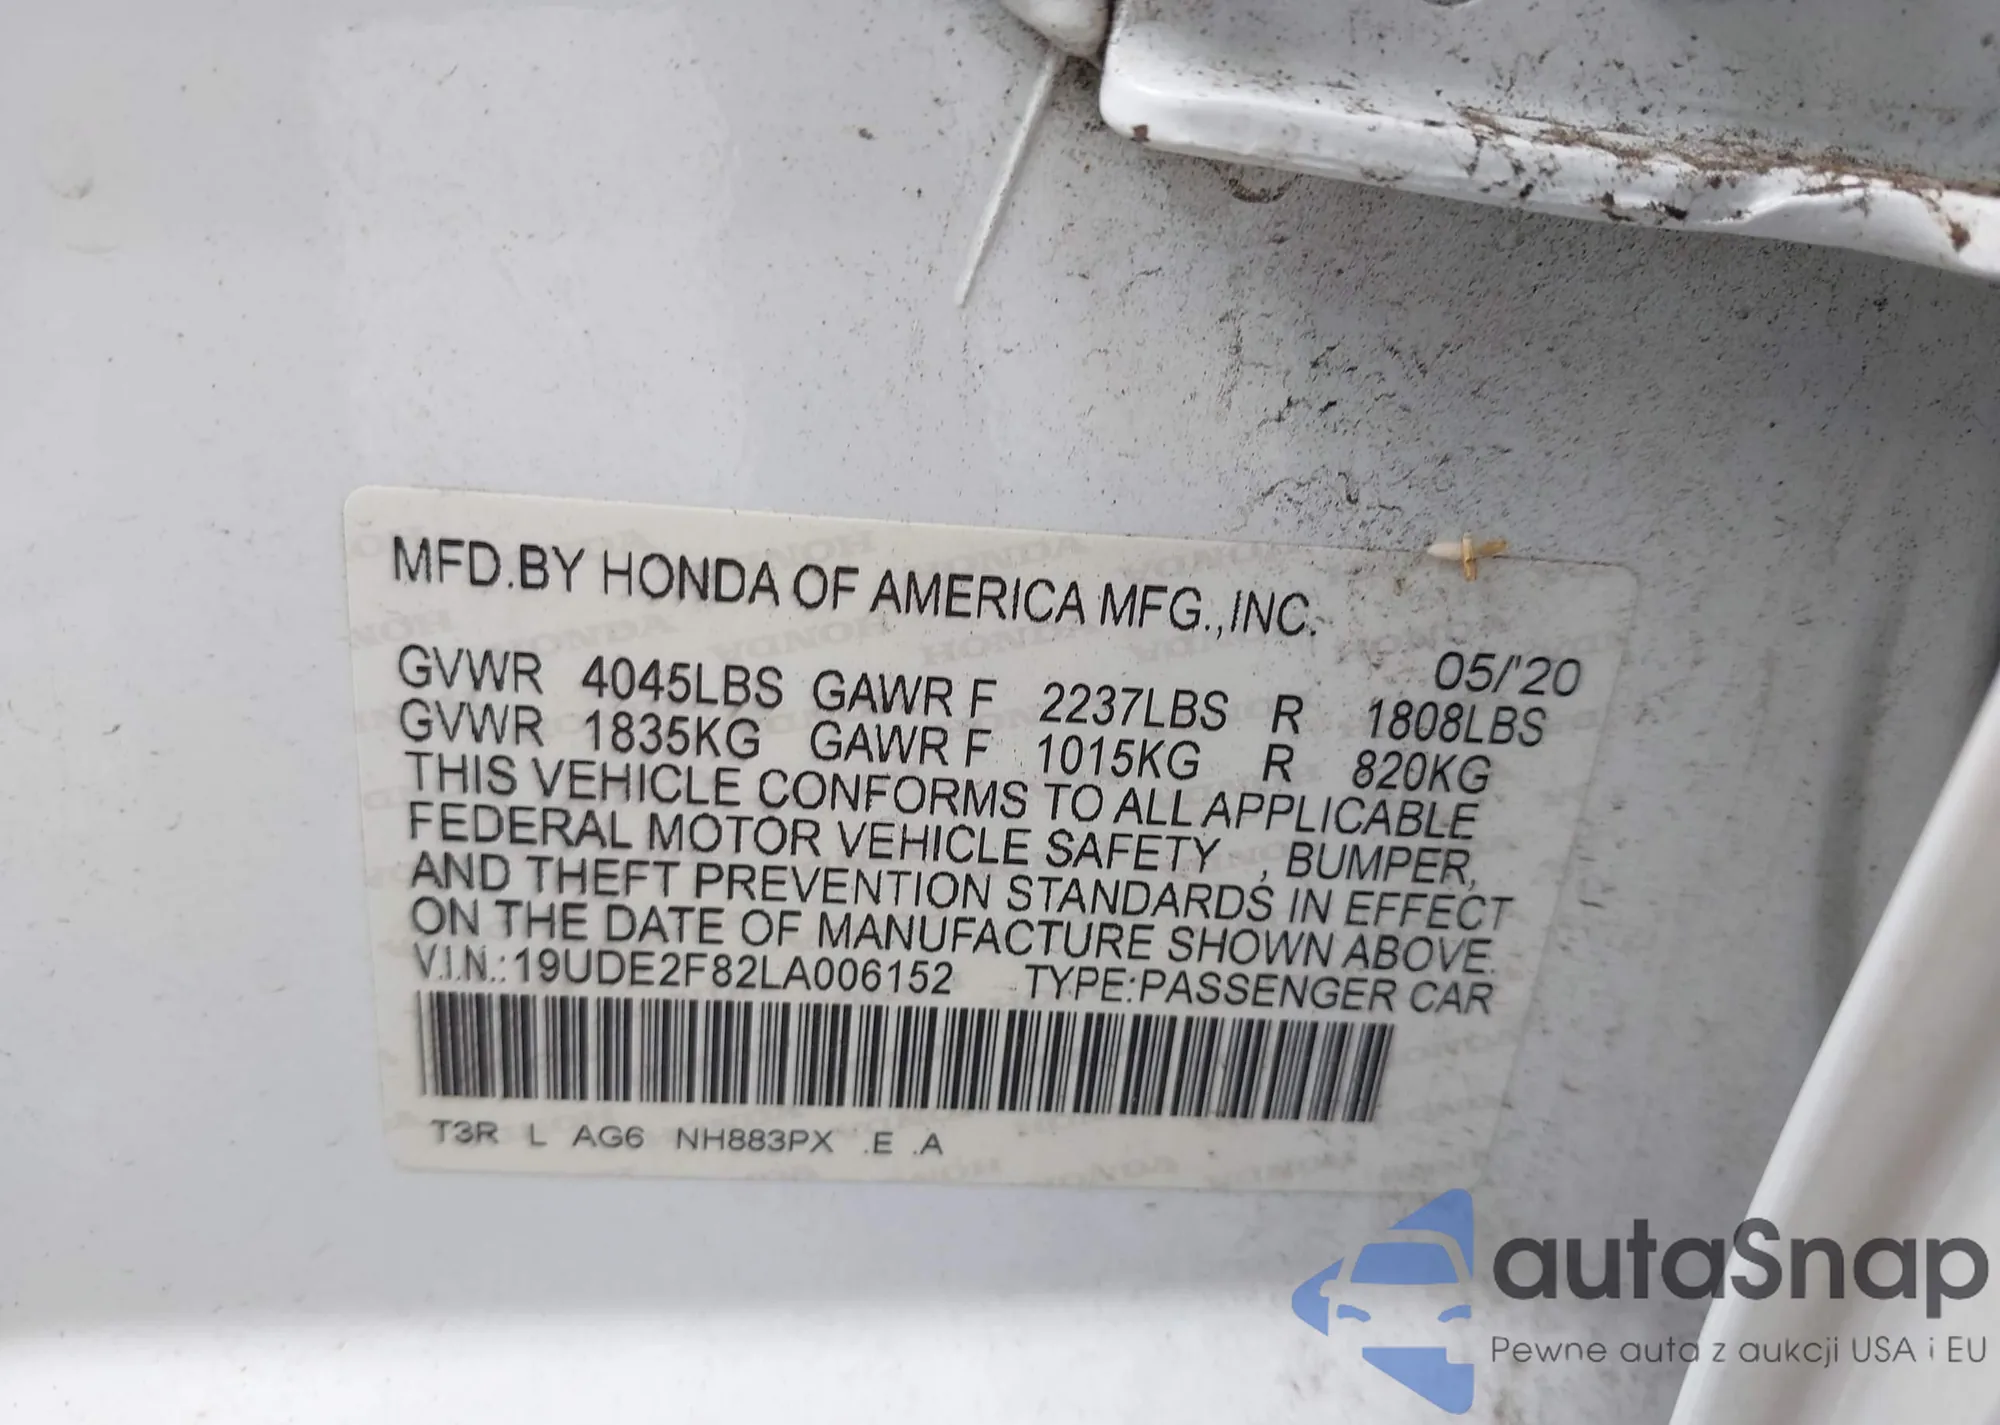 MFD.BY HONDA OF AMERICA MFG.,INC.
05/'20
GVWR 4045LBS GAWR F 2237LBS R 1808LBS
GVWR 1835KG GAWR F 1015KG R 820KG
THIS VEHICLE CONFORMS TO ALL APPLICABLE
FEDERAL MOTOR VEHICLE SAFETY , BUMPER,
AND THEFT PREVENTION STANDARDS IN EFFECT
ON THE DATE OF MANUFACTURE SHOWN ABOVE.
V.I.N.:19UDE2F82LA006152 TYPE:PASSENGER CAR
T3R L AG6 NH883PX .E .A
autaSnap
Pewne auta z aukcji USA i EU